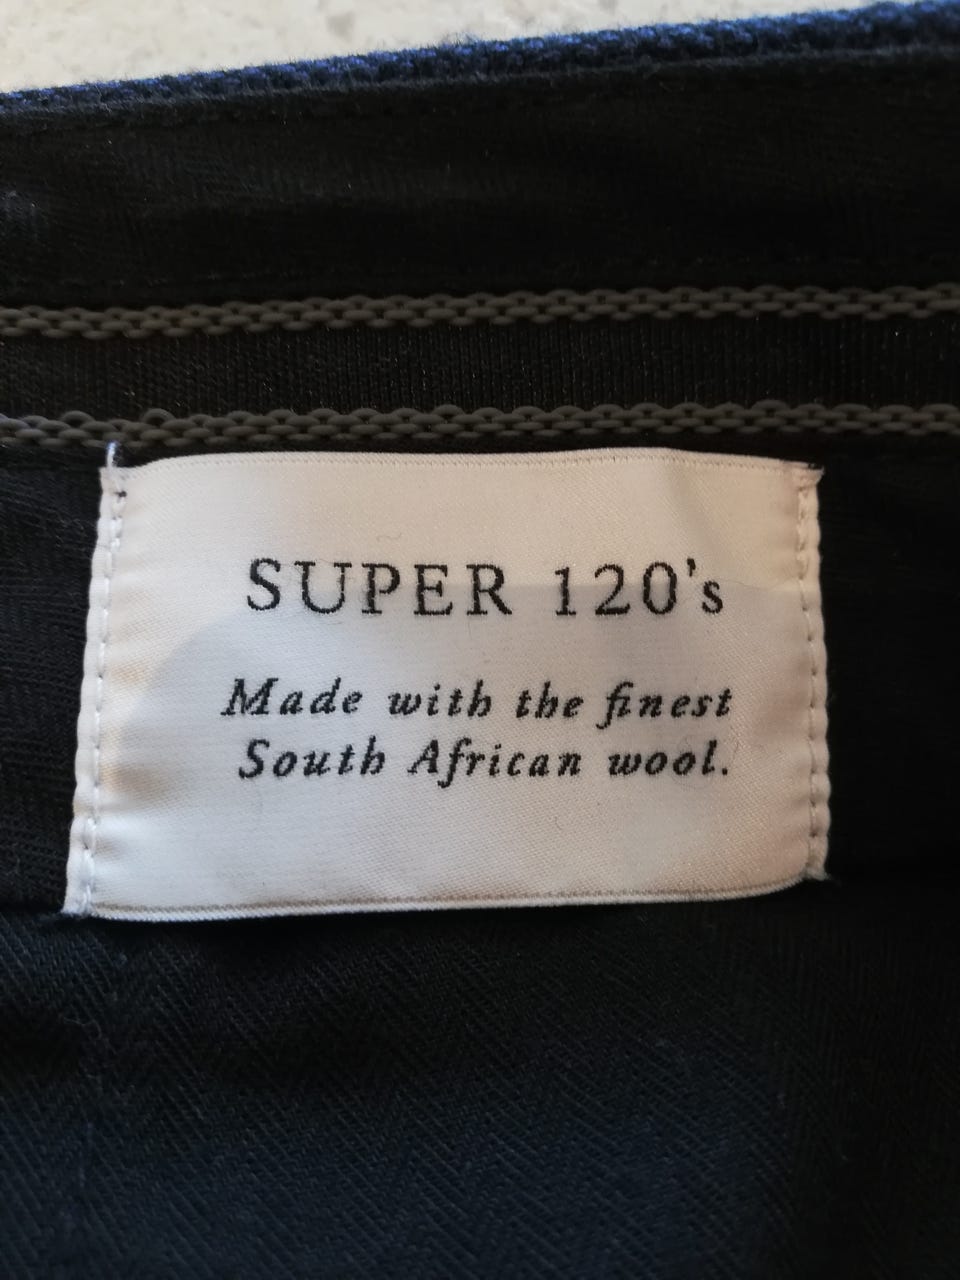 SUPER 120's
Made with the finest
South African wool.